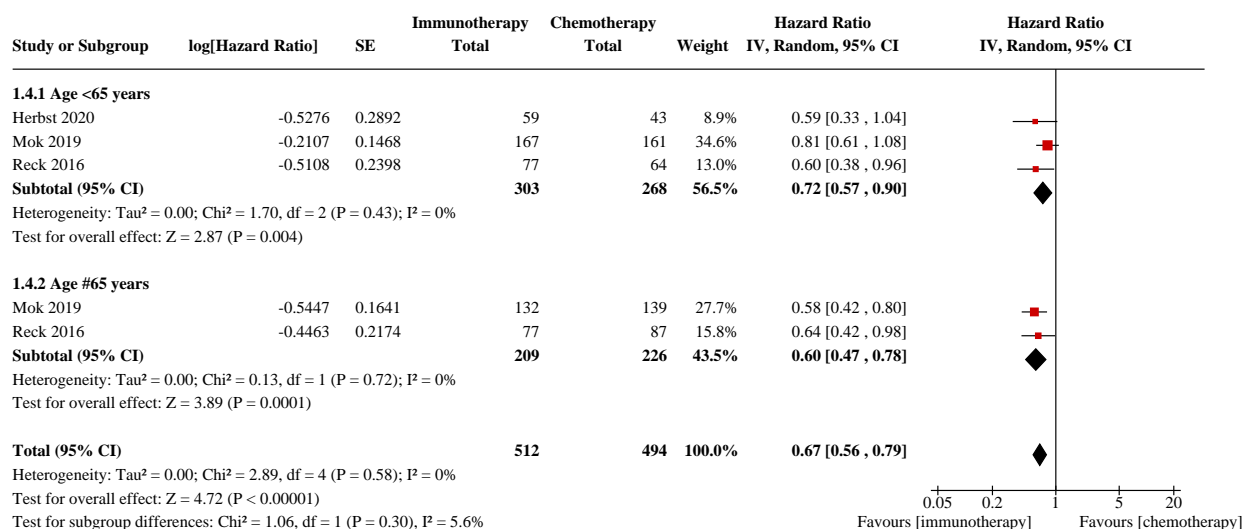 Immunotherapy Chemotherapy Hazard Ratio Hazard Ratio
Study or Subgroup log[Hazard Ratio] SE Total Total Weight IV, Random, 95% CI IV, Random, 95% CI
1.4.1 Age <65 years
Herbst 2020 -0.5276 0.2892 59 43 8.9% 0.59 [0.33 , 1.04]
Mok 2019 -0.2107 0.1468 167 161 34.6% 0.81 [0.61 , 1.08]
Reck 2016 -0.5108 0.2398 77 64 13.0% 0.60 [0.38 , 0.96]
Subtotal (95% CI) 303 268 56.5% 0.72 [0.57 , 0.90]
Heterogeneity: Tau² = 0.00; Chi² = 1.70, df = 2 (P = 0.43); I² = 0%
Test for overall effect: Z = 2.87 (P = 0.004)
1.4.2 Age #65 years
Mok 2019 -0.5447 0.1641 132 139 27.7% 0.58 [0.42 , 0.80]
Reck 2016 -0.4463 0.2174 77 87 15.8% 0.64 [0.42 , 0.98]
Subtotal (95% CI) 209 226 43.5% 0.60 [0.47 , 0.78]
Heterogeneity: Tau² = 0.00; Chi² = 0.13, df = 1 (P = 0.72); I² = 0%
Test for overall effect: Z = 3.89 (P = 0.0001)
Total (95% CI) 512 494 100.0% 0.67 [0.56 , 0.79]
Heterogeneity: Tau² = 0.00; Chi² = 2.89, df = 4 (P = 0.58); I² = 0%
Test for overall effect: Z = 4.72 (P < 0.00001)
0.05 0.2 1 5 20
Test for subgroup differences: Chi² = 1.06, df = 1 (P = 0.30), I² = 5.6%
Favours [immunotherapy] Favours [chemotherapy]